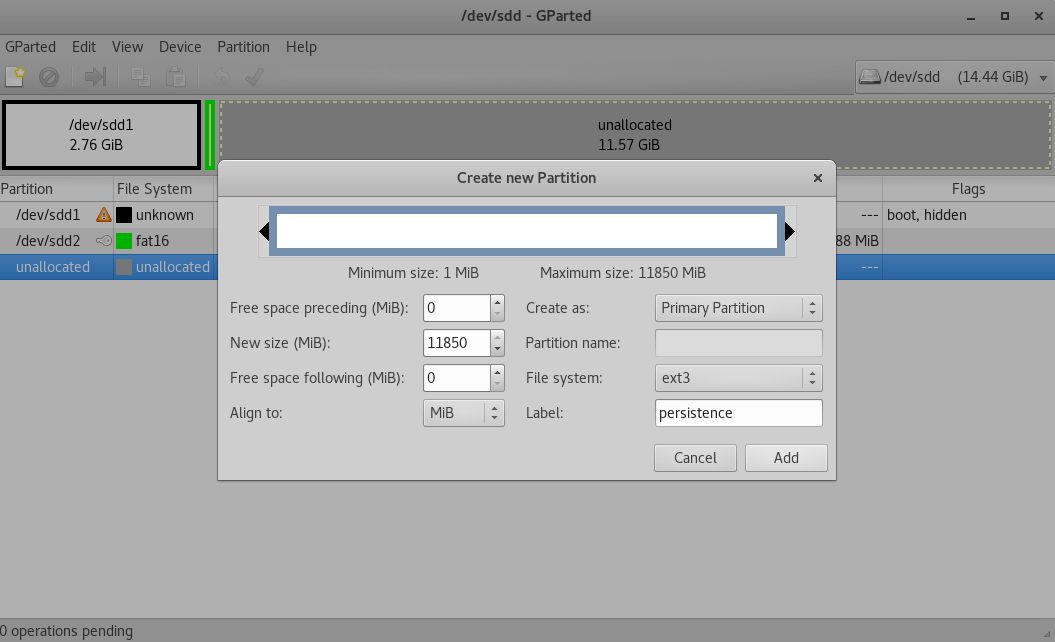 /dev/sdd - GParted
GParted Edit View Device Partition Help
/dev/sdd (14.44 GiB)
/dev/sdd1
2.76 GiB
unallocated
11.57 GiB
Partition File System Flags
/dev/sdd1 unknown --- boot, hidden
/dev/sdd2 fat16 88 MiB
unallocated unallocated ---
Create new Partition
Minimum size: 1 MiB Maximum size: 11850 MiB
Free space preceding (MiB): 0 Create as: Primary Partition
New size (MiB): 11850 Partition name:
Free space following (MiB): 0 File system: ext3
Align to: MiB Label: persistence
Cancel Add
0 operations pending